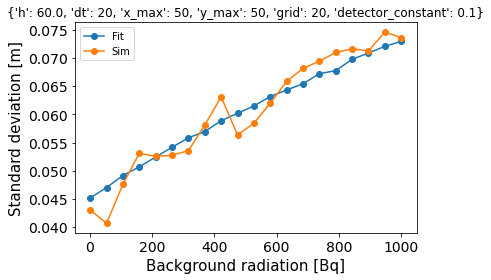 {'h': 60.0, 'dt': 20, 'x_max': 50, 'y_max': 50, 'grid': 20, 'detector_constant': 0.1}
0.075
0.070
0.065
0.060
0.055
0.050
0.045
0.040
Standard deviation [m]
Fit
Sim
0 200 400 600 800 1000
Background radiation [Bq]